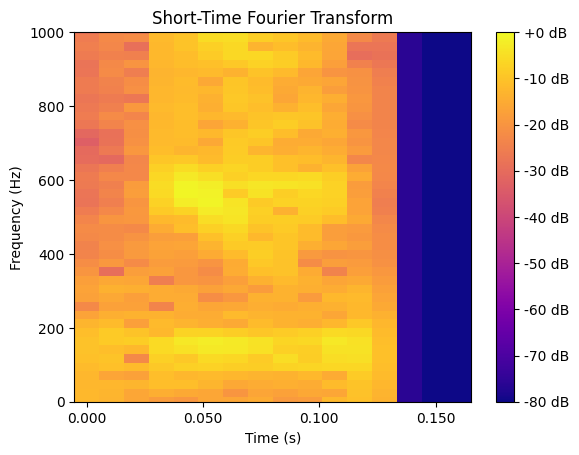 Short-Time Fourier Transform
1000
800
600
400
200
0
Frequency (Hz)
0.000
0.050
0.100
0.150
Time (s)
+0 dB
-10 dB
-20 dB
-30 dB
-40 dB
-50 dB
-60 dB
-70 dB
-80 dB